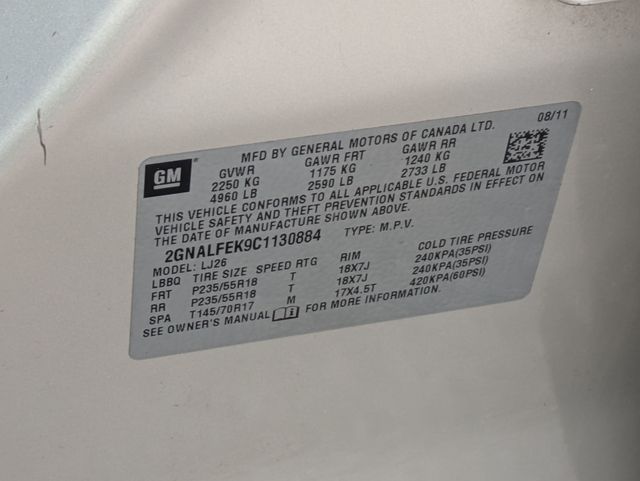 GM
MFD BY GENERAL MOTORS OF CANADA LTD. 08/11
GVWR GAWR FRT GAWR RR
2250 KG 1175 KG 1240 KG
4960 LB 2590 LB 2733 LB
THIS VEHICLE CONFORMS TO ALL APPLICABLE U.S. FEDERAL MOTOR
VEHICLE SAFETY AND THEFT PREVENTION STANDARDS IN EFFECT ON
THE DATE OF MANUFACTURE SHOWN ABOVE.
2GNALFEK9C1130884 TYPE: M.P.V.
MODEL: LJ26
LBBQ TIRE SIZE SPEED RTG RIM COLD TIRE PRESSURE
FRT P235/55R18 T 18X7J 240KPA(35PSI)
RR P235/55R18 T 18X7J 240KPA(35PSI)
SPA T145/70R17 M 17X4.5T 420KPA(60PSI)
SEE OWNER'S MANUAL FOR MORE INFORMATION.